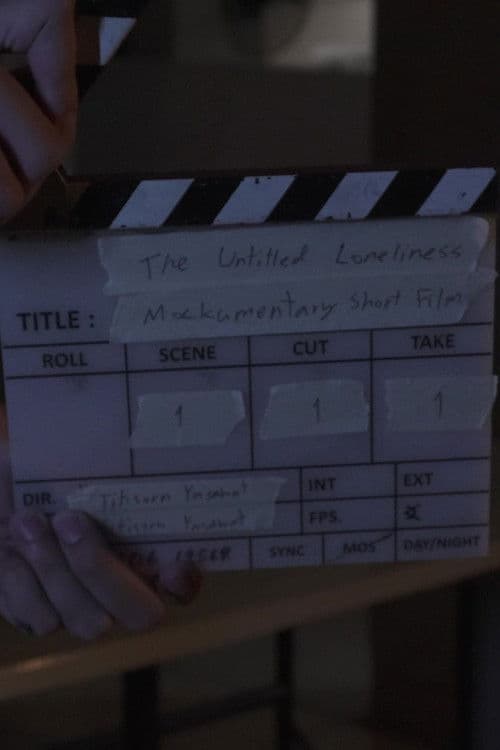 The Untitled Loneliness
TITLE : Mockumentary Short Film
ROLL SCENE CUT TAKE
1 1 1
DIR. INT EXT
FPS.
SYNC MOS DAY/NIGHT